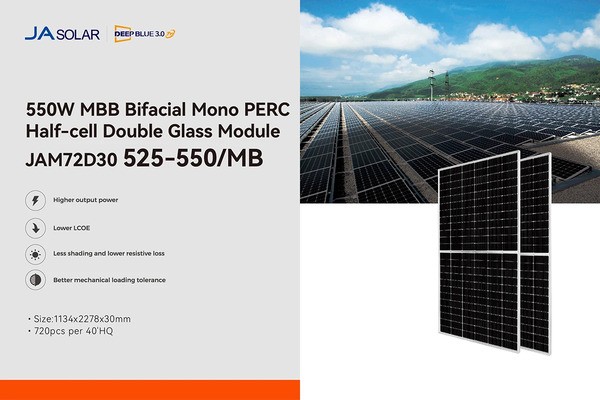 JA SOLAR DEEP BLUE 3.0
550W MBB Bifacial Mono PERC
Half-cell Double Glass Module
JAM72D30 525-550/MB
Higher output power
Lower LCOE
Less shading and lower resistive loss
Better mechanical loading tolerance
• Size:1134x2278x30mm
• 720pcs per 40'HQ